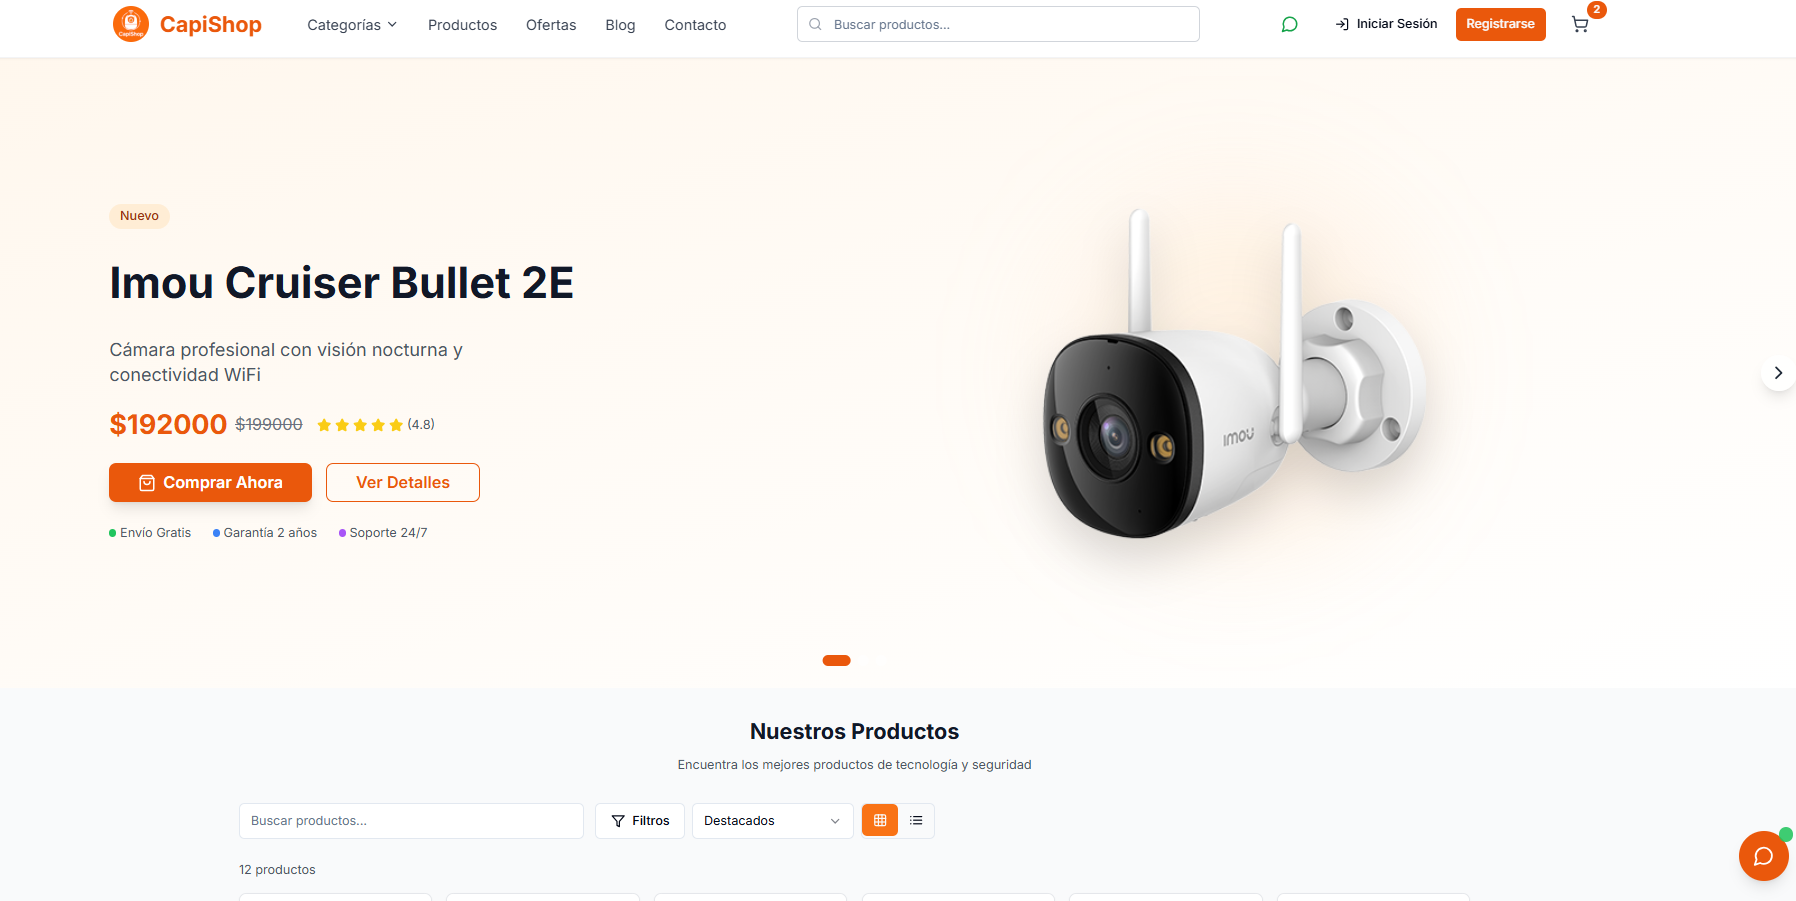 CapiShop
CapiShop
Categorías
Productos
Ofertas
Blog
Contacto
Buscar productos...
Iniciar Sesión
Registrarse
2
Nuevo
Imou Cruiser Bullet 2E
Cámara profesional con visión nocturna y
conectividad WiFi
$192000 $199000 (4.8)
Comprar Ahora
Ver Detalles
Envío Gratis
Garantía 2 años
Soporte 24/7
imou
Nuestros Productos
Encuentra los mejores productos de tecnología y seguridad
Buscar productos...
Filtros
Destacados
12 productos